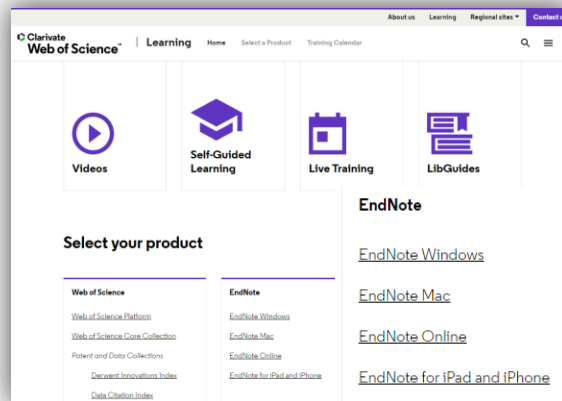 About us Learning Regional sites Contact u
Clarivate
Web of Science™ Learning Home Select a Product Training Calendar
Videos
Self-Guided
Learning
Live Training
LibGuides
Select your product
Web of Science
Web of Science Platform
Web of Science Core Collection
Patent and Data Collections
Derwent Innovations Index
Data Citation Index
EndNote
EndNote Windows
EndNote Mac
EndNote Online
EndNote for iPad and iPhone
EndNote
EndNote Windows
EndNote Mac
EndNote Online
EndNote for iPad and iPhone